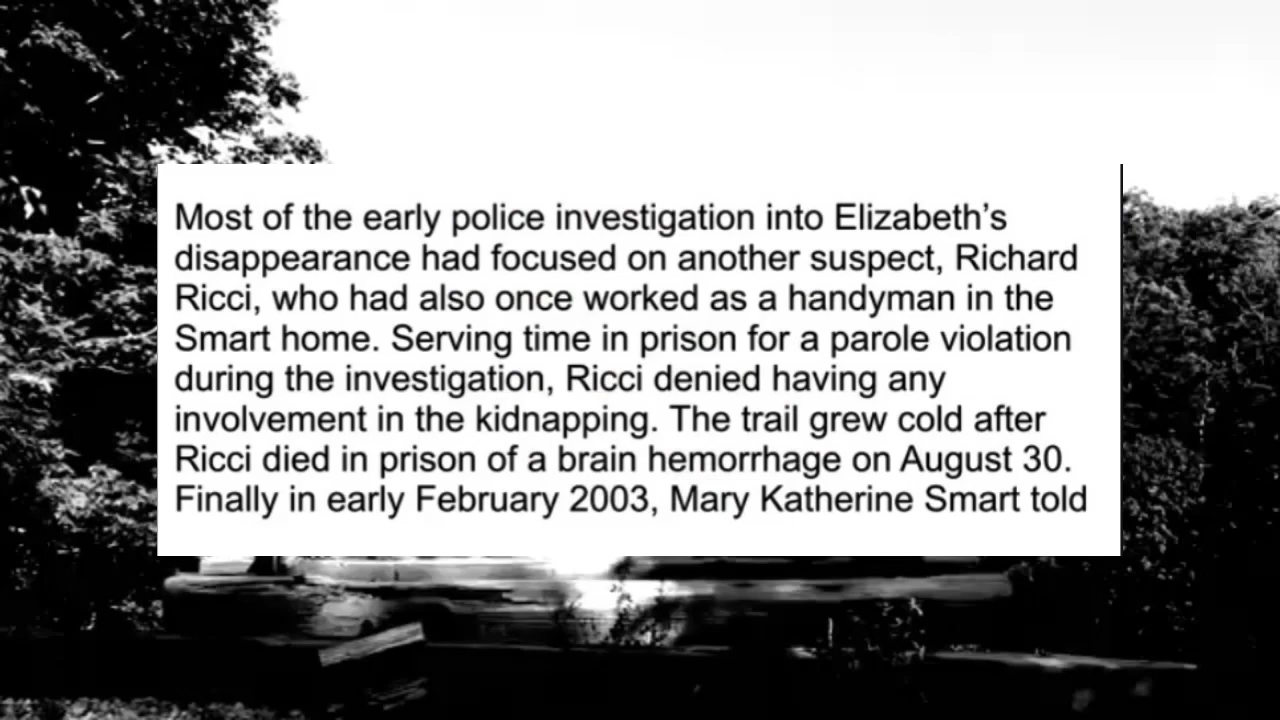 Most of the early police investigation into Elizabeth’s
disappearance had focused on another suspect, Richard
Ricci, who had also once worked as a handyman in the
Smart home. Serving time in prison for a parole violation
during the investigation, Ricci denied having any
involvement in the kidnapping. The trail grew cold after
Ricci died in prison of a brain hemorrhage on August 30.
Finally in early February 2003, Mary Katherine Smart told